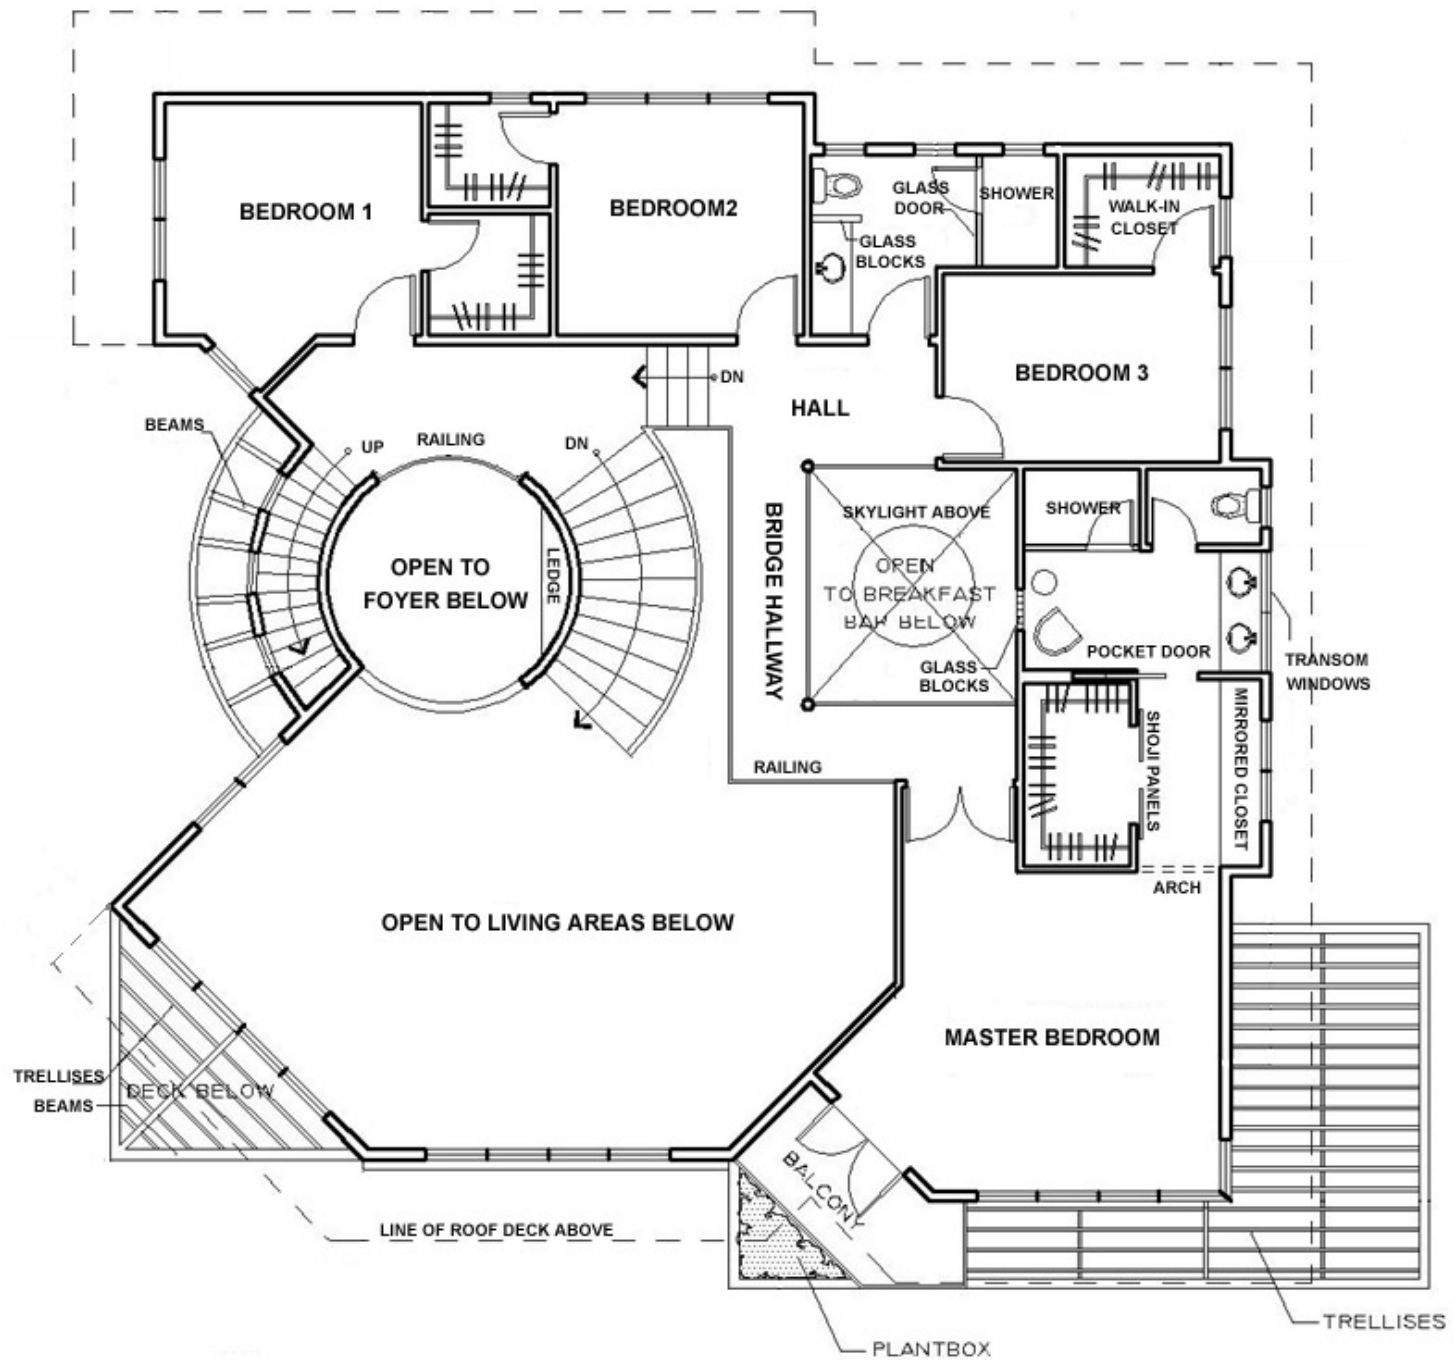 BEDROOM 1
BEDROOM2
GLASS
DOOR
SHOWER
WALK-IN
CLOSET
GLASS
BLOCKS
BEDROOM 3
DN
HALL
BEAMS
UP
RAILING
DN
SKYLIGHT ABOVE
SHOWER
BRIDGE HALLWAY
OPEN TO
FOYER BELOW
LEDGE
OPEN
TO BREAKFAST
BAR BELOW
POCKET DOOR
GLASS
BLOCKS
TRANSOM
WINDOWS
MIRRORED CLOSET
SHOJI PANELS
RAILING
ARCH
OPEN TO LIVING AREAS BELOW
MASTER BEDROOM
TRELLISES
DECK BELOW
BEAMS
BALCONY
LINE OF ROOF DECK ABOVE
TRELLISES
PLANTBOX